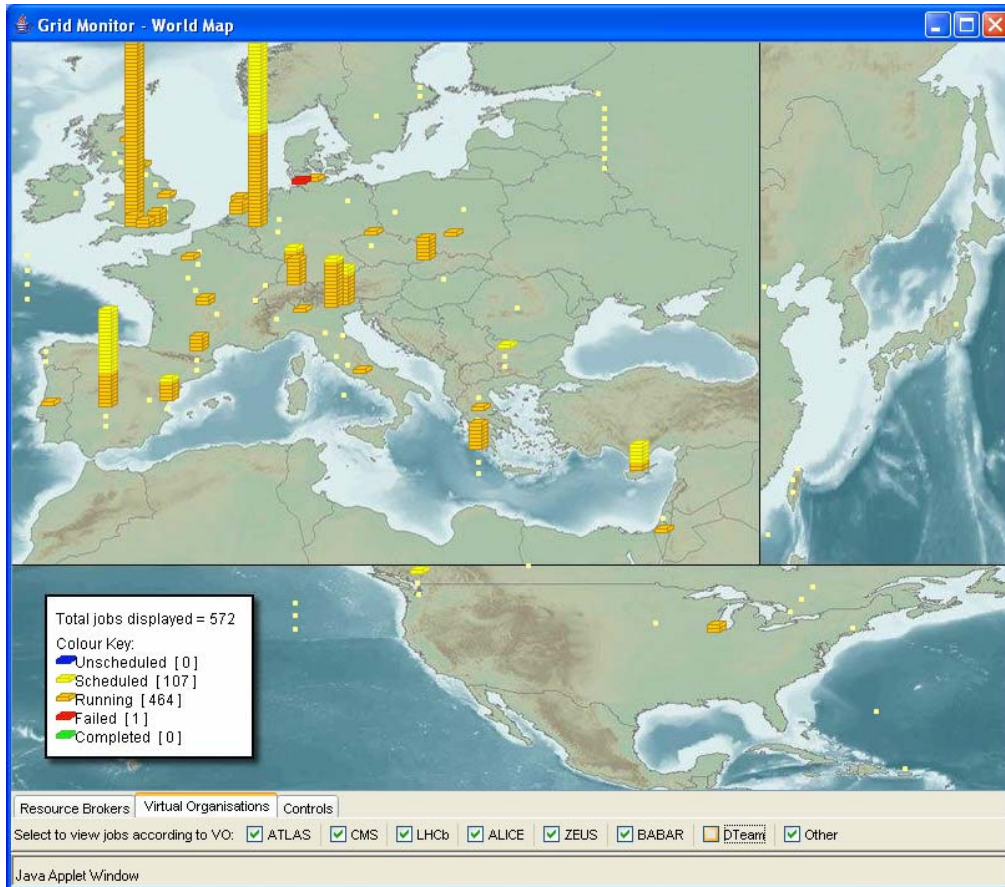 Grid Monitor - World Map
Total jobs displayed = 572
Colour Key:
Unscheduled [ 0 ]
Scheduled [ 107 ]
Running [ 464 ]
Failed [ 1 ]
Completed [ 0 ]
Resource Brokers Virtual Organisations Controls
Select to view jobs according to VO: ATLAS CMS LHCb ALICE ZEUS BABAR DTeam Other
Java Applet Window